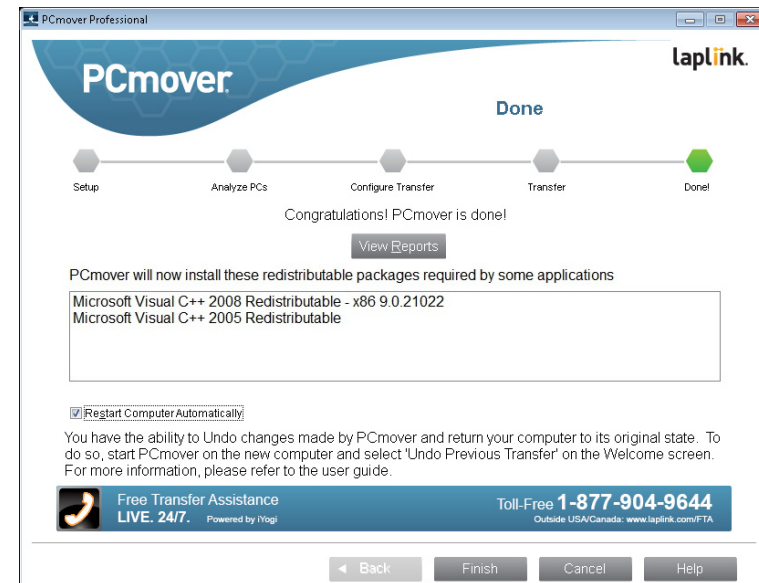 PCmover Professional
laplink.
PCmover.
Done
Setup
Analyze PCs
Configure Transfer
Transfer
Done!
Congratulations! PCmover is done!
View Reports
PCmover will now install these redistributable packages required by some applications
Microsoft Visual C++ 2008 Redistributable - x86 9.0.21022
Microsoft Visual C++ 2005 Redistributable
Restart Computer Automatically
You have the ability to Undo changes made by PCmover and return your computer to its original state. To
do so, start PCmover on the new computer and select 'Undo Previous Transfer' on the Welcome screen.
For more information, please refer to the user guide.
Free Transfer Assistance
LIVE. 24/7. Powered by iYogi
Toll-Free 1-877-904-9644
Outside USA/Canada: www.laplink.com/FTA
Back
Finish
Cancel
Help